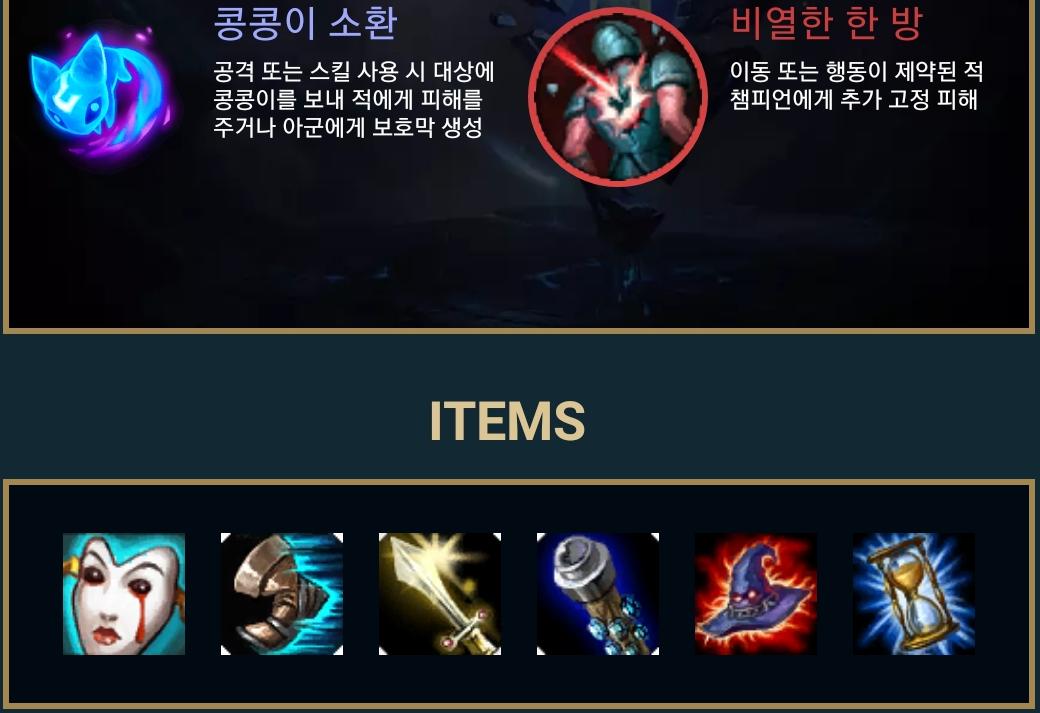 콩콩이 소환
공격 또는 스킬 사용 시 대상에
콩콩이를 보내 적에게 피해를
주거나 아군에게 보호막 생성
비열한 한 방
이동 또는 행동이 제약된 적
챔피언에게 추가 고정 피해
ITEMS